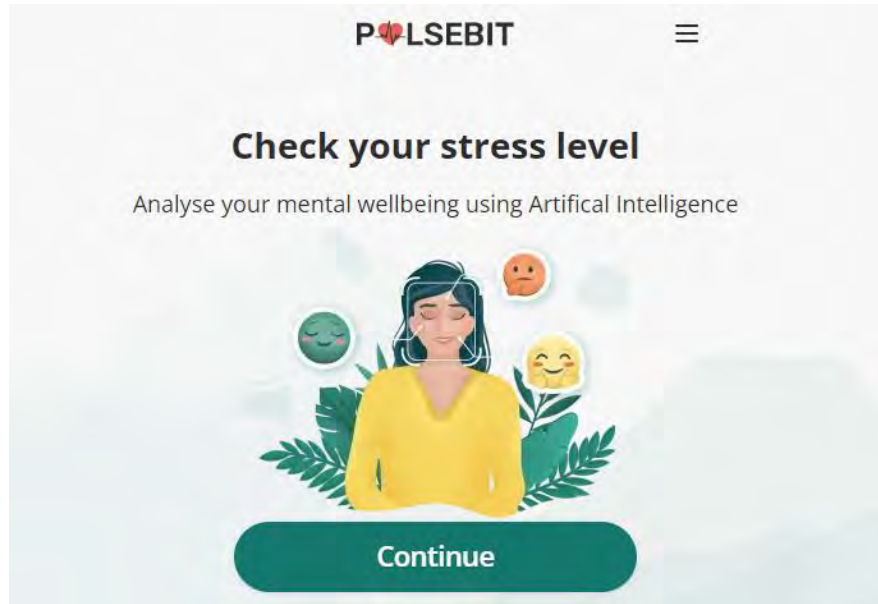 PULSEBIT
Check your stress level
Analyse your mental wellbeing using Artifical Intelligence
Continue